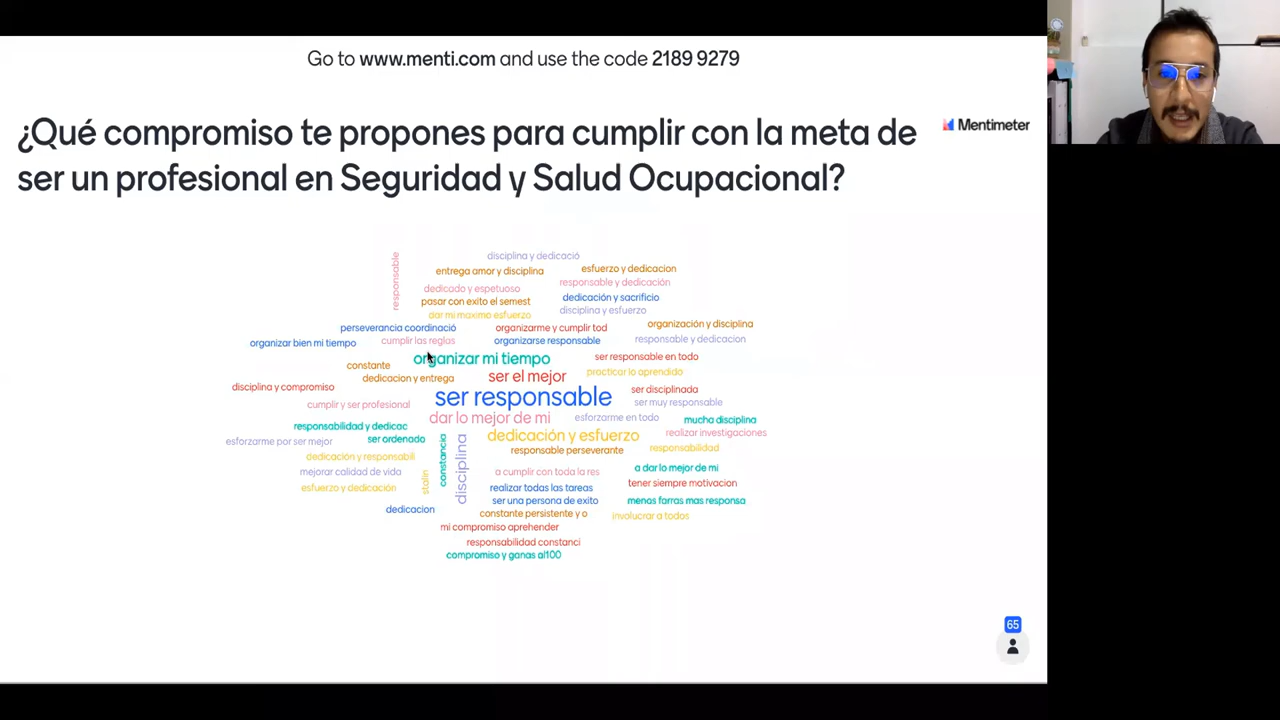 Go to www.menti.com and use the code 2189 9279
¿Qué compromiso te propones para cumplir con la meta de
ser un profesional en Seguridad y Salud Ocupacional?
Mentimeter
responsable
disciplina y dedicació
entrega amor y disciplina
esfuerzo y dedicacion
dedicado y espetuoso
responsable y dedicación
pasar con exito el semest
dedicación y sacrificio
dar mi maximo esfuerzo
disciplina y esfuerzo
perseverancia coordinació
organizarme y cumplir tod
organización y disciplina
organizar bien mi tiempo
cumplir las reglas
organizarse responsable
responsable y dedicacion
organizar mi tiempo
ser responsable en todo
constante
ser el mejor
practicar lo aprendido
dedicacion y entrega
disciplina y compromiso
ser responsable
ser disciplinada
cumplir y ser profesional
ser muy responsable
dar lo mejor de mi
esforzarme en todo
mucha disciplina
responsabilidad y dedicac
dedicación y esfuerzo
realizar investigaciones
esforzarme por ser mejor
ser ordenado
constancia
disciplina
responsable perseverante
responsabilidad
dedicación y responsabili
mejorar calidad de vida
stalin
a cumplir con toda la res
a dar lo mejor de mi
esfuerzo y dedicación
realizar todas las tareas
tener siempre motivacion
ser una persona de exito
menos farras mas responsa
dedicacion
constante persistente y o
involucrar a todos
mi compromiso aprehender
responsabilidad constanci
compromiso y ganas al100
65